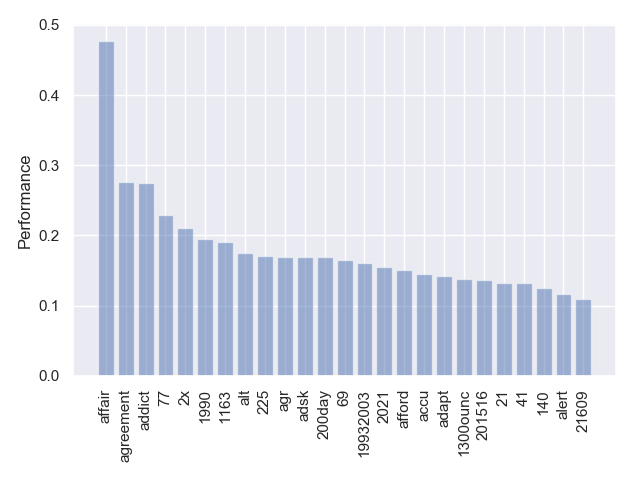 0.5
0.4
0.3
0.2
0.1
0.0
Performance
affair
agreement
addict
77
2x
1990
1163
alt
225
agr
adsk
200day
69
19932003
2021
afford
accu
adapt
1300ounc
201516
21
41
140
alert
21609